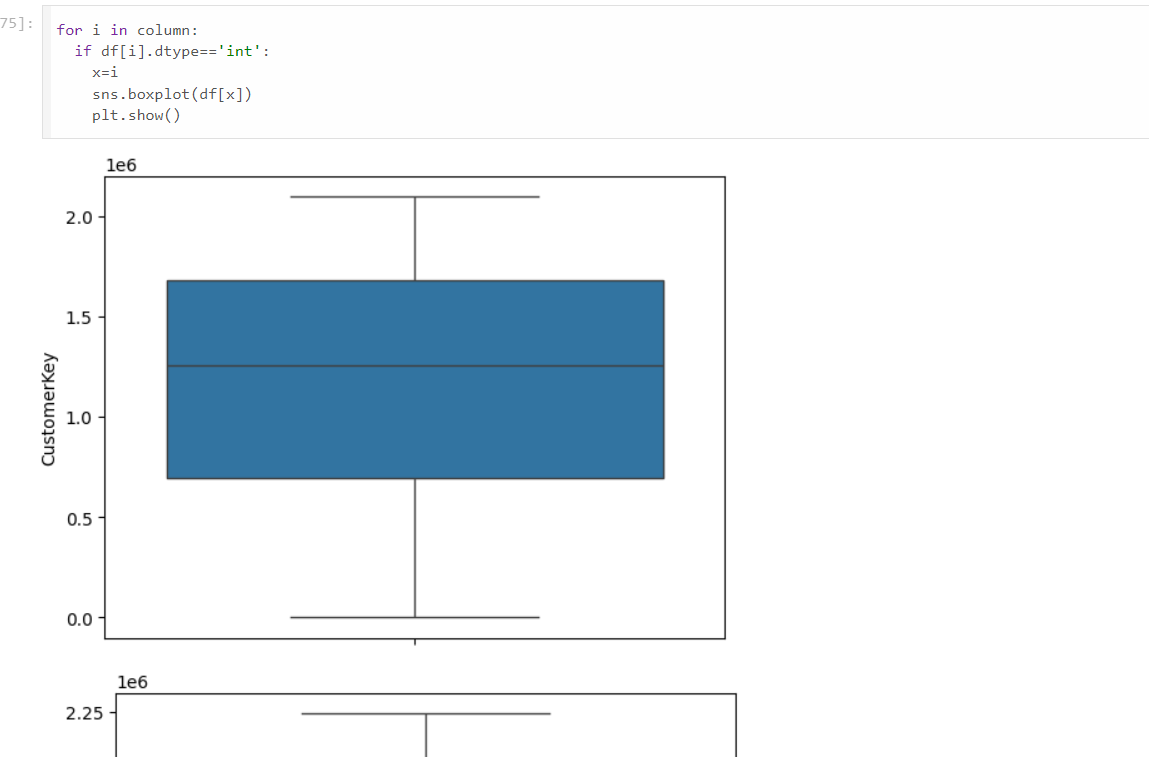 75]:
for i in column:
  if df[i].dtype=='int':
    x=i
    sns.boxplot(df[x])
    plt.show()
1e6
2.0
1.5
1.0
0.5
0.0
CustomerKey
1e6
2.25